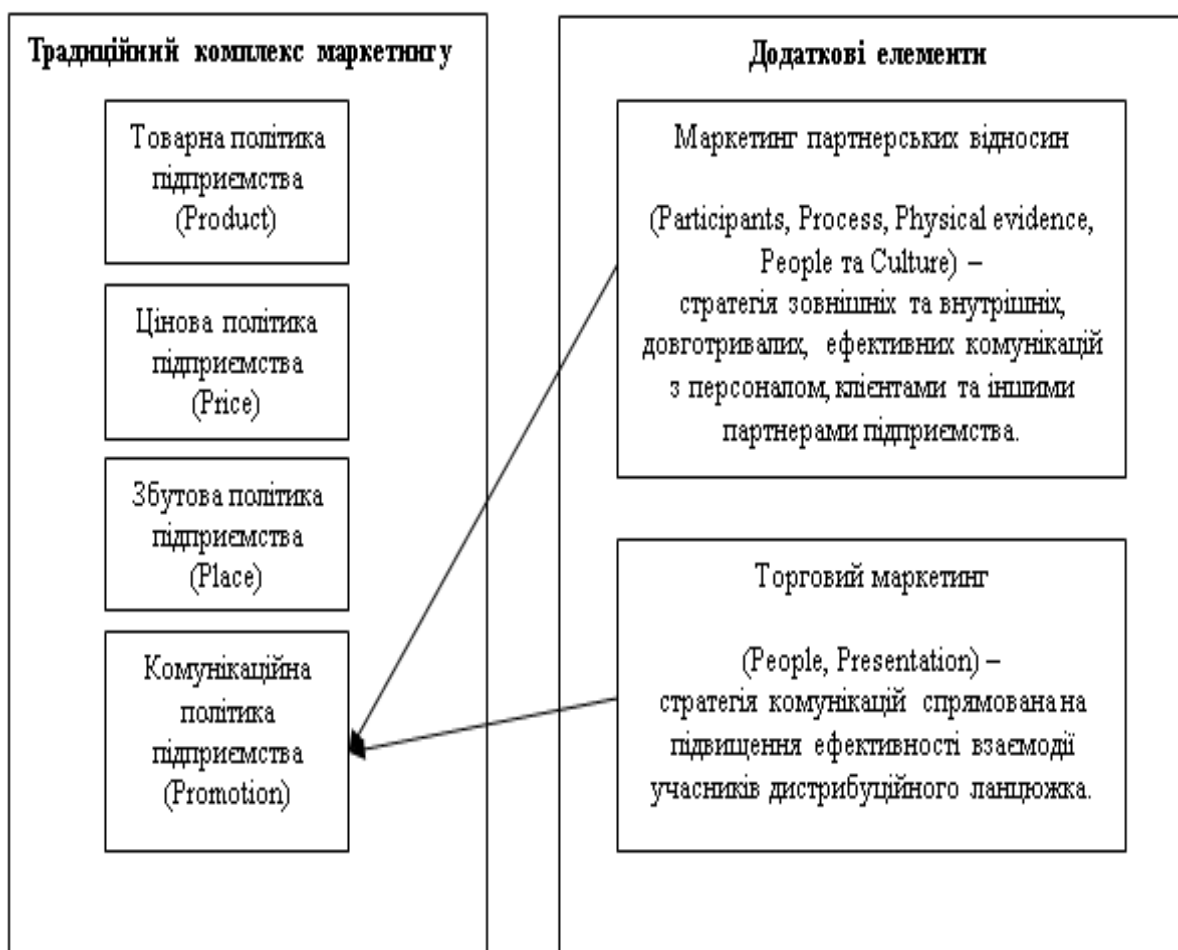 Традиційний комплекс маркетингу
Товарна політика
підприємства
(Product)
Цінова політика
підприємства
(Price)
Збутова політика
підприємства
(Place)
Комунікаційна
політика
підприємства
(Promotion)
Додаткові елементи
Маркетинг партнерських відносин
(Participants, Process, Physical evidence,
People та Culture) –
стратегія зовнішніх та внутрішніх,
довготривалих, ефективних комунікацій
з персоналом, клієнтами та іншими
партнерами підприємства.
Торговий маркетинг
(People, Presentation) –
стратегія комунікацій спрямована на
підвищення ефективності взаємодії
учасників дистрибуційного ланцюжка.